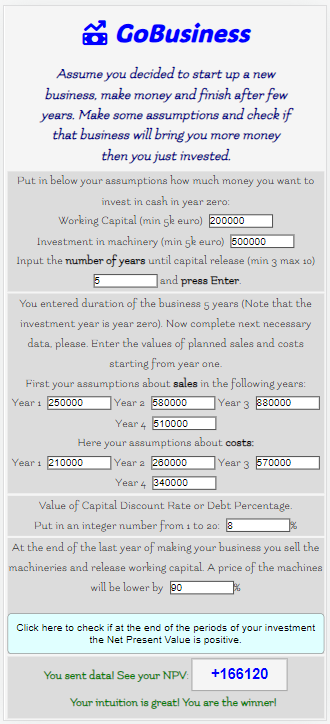 GoBusiness
Assume you decided to start up a new
business, make money and finish after few
years. Make some assumptions and check if
that business will bring you more money
then you just invested.
Put in below your assumptions how much money you want to
invest in cash in year zero:
Working Capital (min 5k euro) 200000
Investment in machinery (min 5k euro) 500000
Input the number of years until capital release (min 3 max 10)
5 and press Enter.
You entered duration of the business 5 years (Note that the
investment year is year zero). Now complete next necessary
data, please. Enter the values of planned sales and costs
starting from year one.
First your assumptions about sales in the following years:
Year 1 250000 Year 2 580000 Year 3 880000
Year 4 510000
Here your assumptions about costs:
Year 1 210000 Year 2 260000 Year 3 570000
Year 4 340000
Value of Capital Discount Rate or Debt Percentage.
Put in an integer number from 1 to 20: 8 %
At the end of the last year of making your business you sell the
machineries and release working capital. A price of the machines
will be lower by 90 %
Click here to check if at the end of the periods of your investment
the Net Present Value is positive.
You sent data! See your NPV: +166120
Your intuition is great! You are the winner!